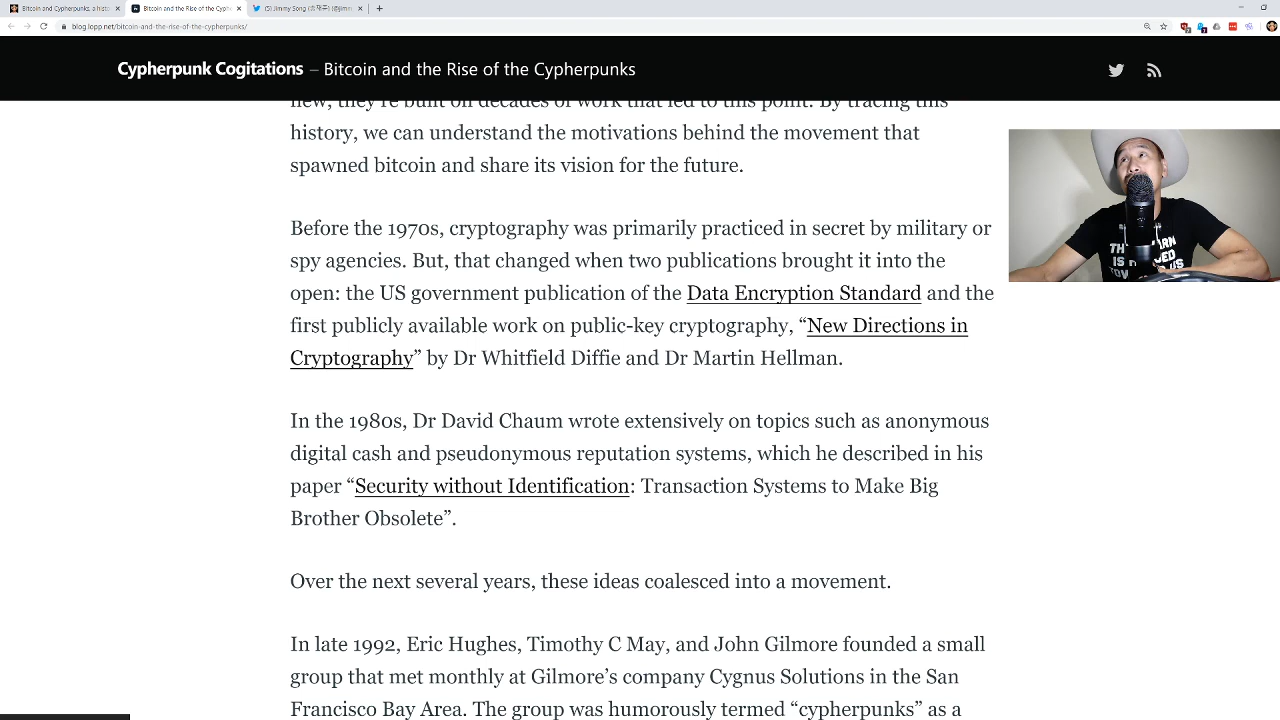 Bitcoin and Cypherpunks, a histo
Bitcoin and the Rise of the Cyphe
(5) Jimmy Song (송재준) (@jimm
blog.lopp.net/bitcoin-and-the-rise-of-the-cypherpunks/
Cypherpunk Cogitations – Bitcoin and the Rise of the Cypherpunks
new, they're built on decades of work that led to this point. By tracing this
history, we can understand the motivations behind the movement that
spawned bitcoin and share its vision for the future.
Before the 1970s, cryptography was primarily practiced in secret by military or
spy agencies. But, that changed when two publications brought it into the
open: the US government publication of the Data Encryption Standard and the
first publicly available work on public-key cryptography, “New Directions in
Cryptography” by Dr Whitfield Diffie and Dr Martin Hellman.
In the 1980s, Dr David Chaum wrote extensively on topics such as anonymous
digital cash and pseudonymous reputation systems, which he described in his
paper “Security without Identification: Transaction Systems to Make Big
Brother Obsolete”.
Over the next several years, these ideas coalesced into a movement.
In late 1992, Eric Hughes, Timothy C May, and John Gilmore founded a small
group that met monthly at Gilmore’s company Cygnus Solutions in the San
Francisco Bay Area. The group was humorously termed “cypherpunks” as a